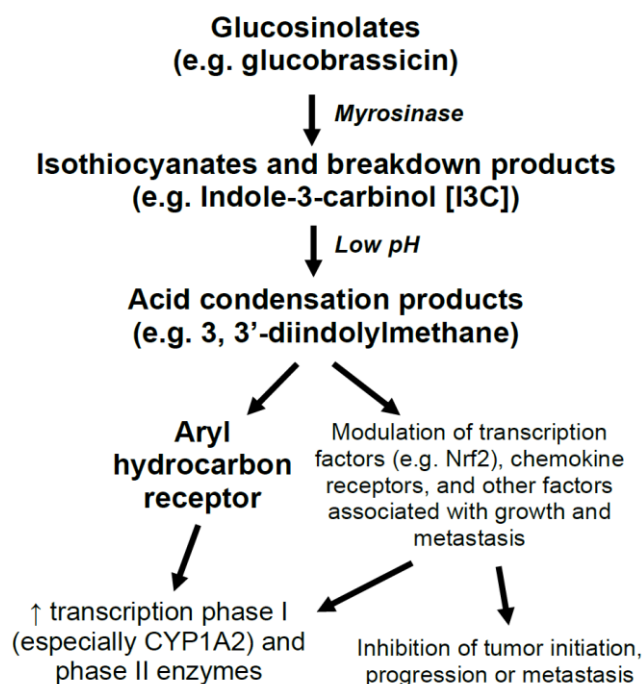 Glucosinolates
(e.g. glucobrassicin)
Myrosinase
Isothiocyanates and breakdown products
(e.g. Indole-3-carbinol [I3C])
Low pH
Acid condensation products
(e.g. 3, 3’-diindolylmethane)
Aryl
hydrocarbon
receptor
Modulation of transcription
factors (e.g. Nrf2), chemokine
receptors, and other factors
associated with growth and
metastasis
↑ transcription phase I
(especially CYP1A2) and
phase II enzymes
Inhibition of tumor initiation,
progression or metastasis